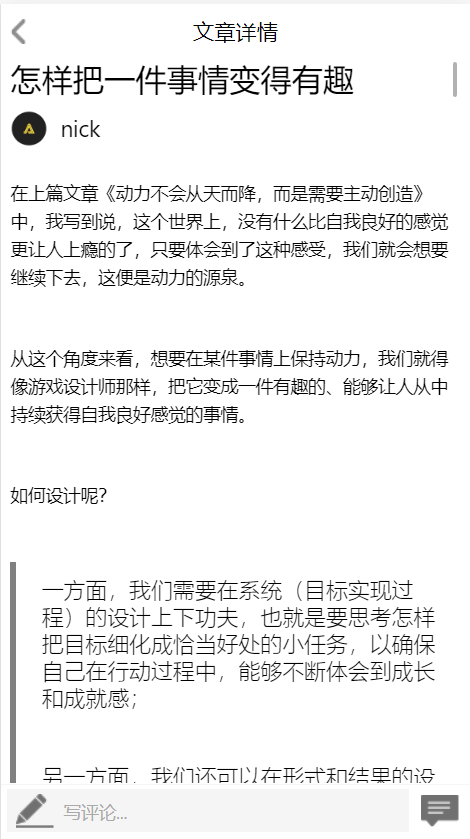 文章详情
怎样把一件事情变得有趣
nick
在上篇文章《动力不会从天而降，而是需要主动创造》
中，我写到说，这个世界上，没有什么比自我良好的感觉
更让人上瘾的了，只要体会到了这种感受，我们就会想要
继续下去，这便是动力的源泉。
从这个角度来看，想要在某件事情上保持动力，我们就得
像游戏设计师那样，把它变成一件有趣的、能够让人从中
持续获得自我良好感觉的事情。
如何设计呢？
一方面，我们需要在系统（目标实现过
程）的设计上下功夫，也就是要思考怎样
把目标细化成恰当好处的小任务，以确保
自己在行动过程中，能够不断体会到成长
和成就感；
另一方面，我们还可以在形式和结果的设
写评论...